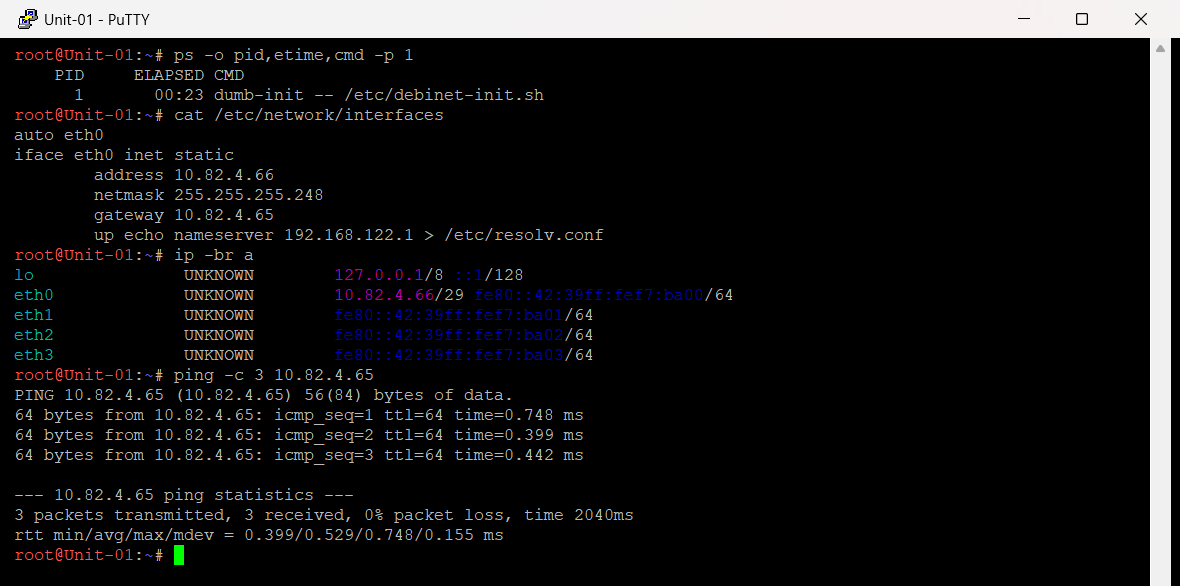 Unit-01 - PuTTY
root@Unit-01:~# ps -o pid,etime,cmd -p 1
    PID     ELAPSED CMD
      1       00:23 dumb-init -- /etc/debinet-init.sh
root@Unit-01:~# cat /etc/network/interfaces
auto eth0
iface eth0 inet static
        address 10.82.4.66
        netmask 255.255.255.248
        gateway 10.82.4.65
        up echo nameserver 192.168.122.1 > /etc/resolv.conf
root@Unit-01:~# ip -br a
lo               UNKNOWN        127.0.0.1/8 ::1/128
eth0             UNKNOWN        10.82.4.66/29 fe80::42:39ff:fef7:ba00/64
eth1             UNKNOWN        fe80::42:39ff:fef7:ba01/64
eth2             UNKNOWN        fe80::42:39ff:fef7:ba02/64
eth3             UNKNOWN        fe80::42:39ff:fef7:ba03/64
root@Unit-01:~# ping -c 3 10.82.4.65
PING 10.82.4.65 (10.82.4.65) 56(84) bytes of data.
64 bytes from 10.82.4.65: icmp_seq=1 ttl=64 time=0.748 ms
64 bytes from 10.82.4.65: icmp_seq=2 ttl=64 time=0.399 ms
64 bytes from 10.82.4.65: icmp_seq=3 ttl=64 time=0.442 ms

--- 10.82.4.65 ping statistics ---
3 packets transmitted, 3 received, 0% packet loss, time 2040ms
rtt min/avg/max/mdev = 0.399/0.529/0.748/0.155 ms
root@Unit-01:~#